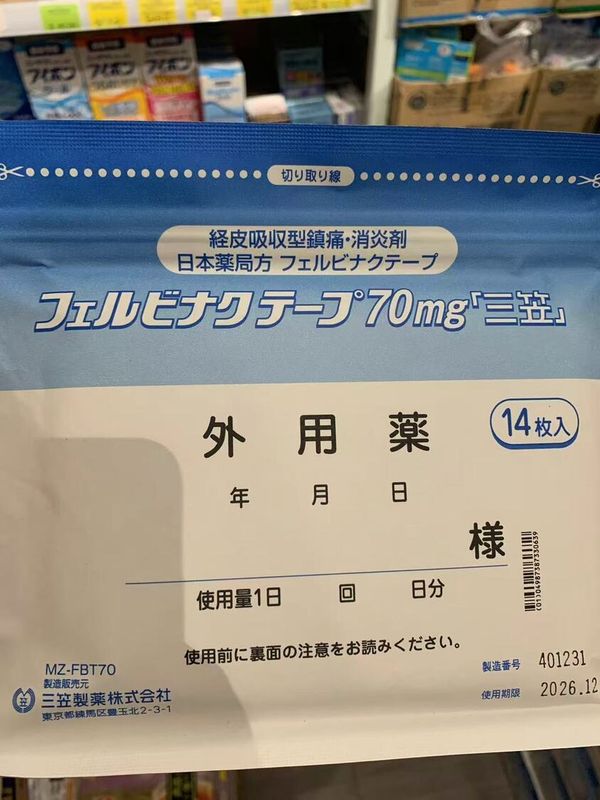 切り取り線
経皮吸収型鎮痛・消炎剤
日本薬局方 フェルビナクテープ
フェルビナクテープ70mg「三笠」
14枚入
外用薬
年 月 日
様
(01)04987387330639
使用量1日 回 日分
使用前に裏面の注意をお読みください。
MZ-FBT70
製造販売元
三笠製薬株式会社
東京都練馬区豊玉北2-3-1
製造番号 401231
使用期限 2026.12